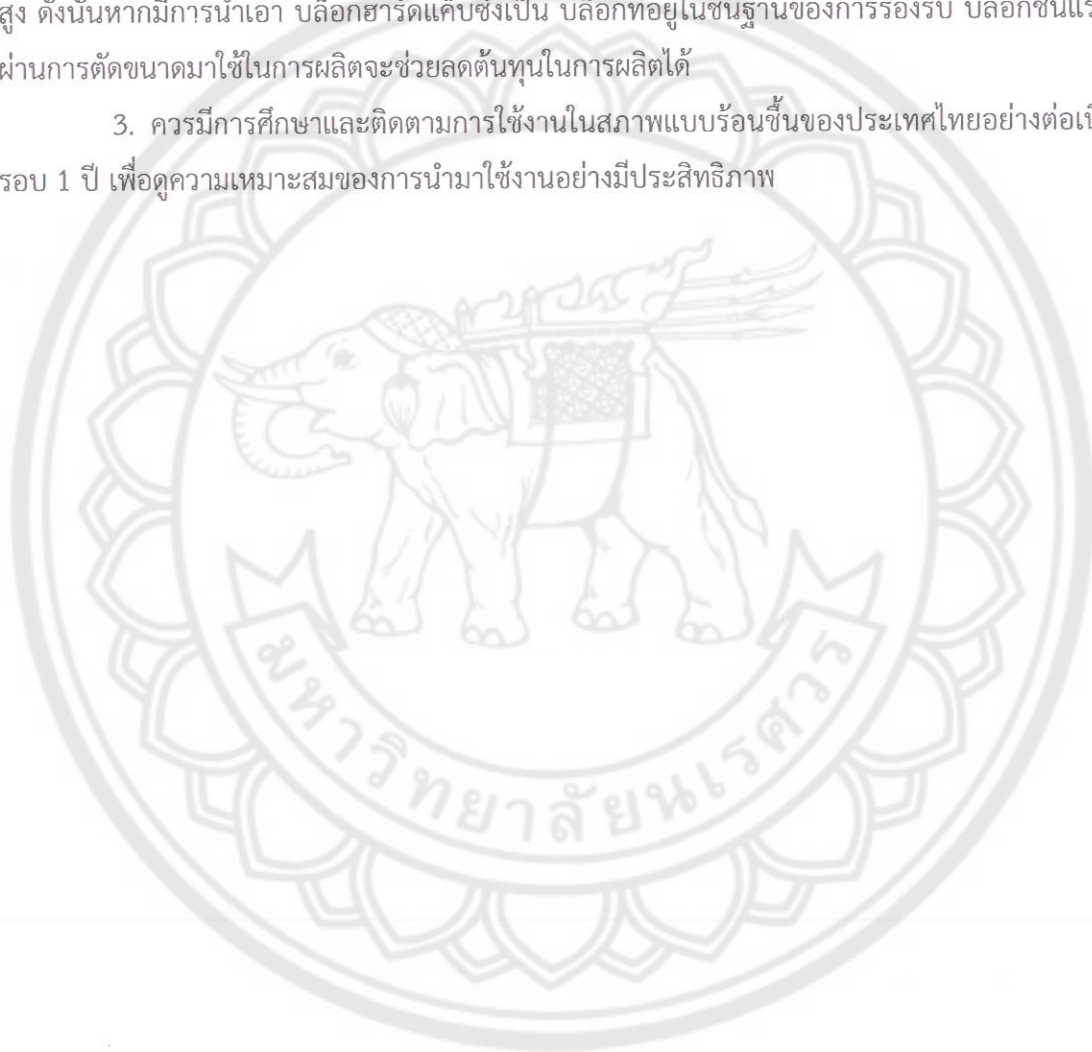 สูง ดังนั้นหากมีการนำเอา บล็อกฮาร์ดแค๊บซึ่งเป็น บล็อกที่อยู่ในชั้นฐานของการรองรับ บล็อกชั้น
ผ่านการตัดขนาดมาใช้ในการผลิตจะช่วยลดต้นทุนในการผลิตได้
3. ควรมีการศึกษาและติดตามการใช้งานในสภาพแบบร้อนชื้นของประเทศไทยอย่าง
รอบ 1 ปี เพื่อดูความเหมาะสมของการนำมาใช้งานอย่างมีประสิทธิภาพ
มหาวิทยาลัยนเรศวร